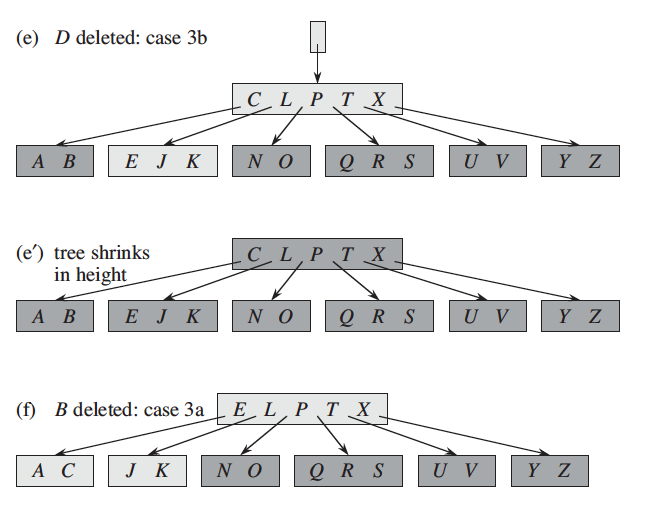 (e) D deleted: case 3b
C L P T X
A B E J K N O Q R S U V Y Z
(e′) tree shrinks
in height
C L P T X
A B E J K N O Q R S U V Y Z
(f) B deleted: case 3a
E L P T X
A C J K N O Q R S U V Y Z